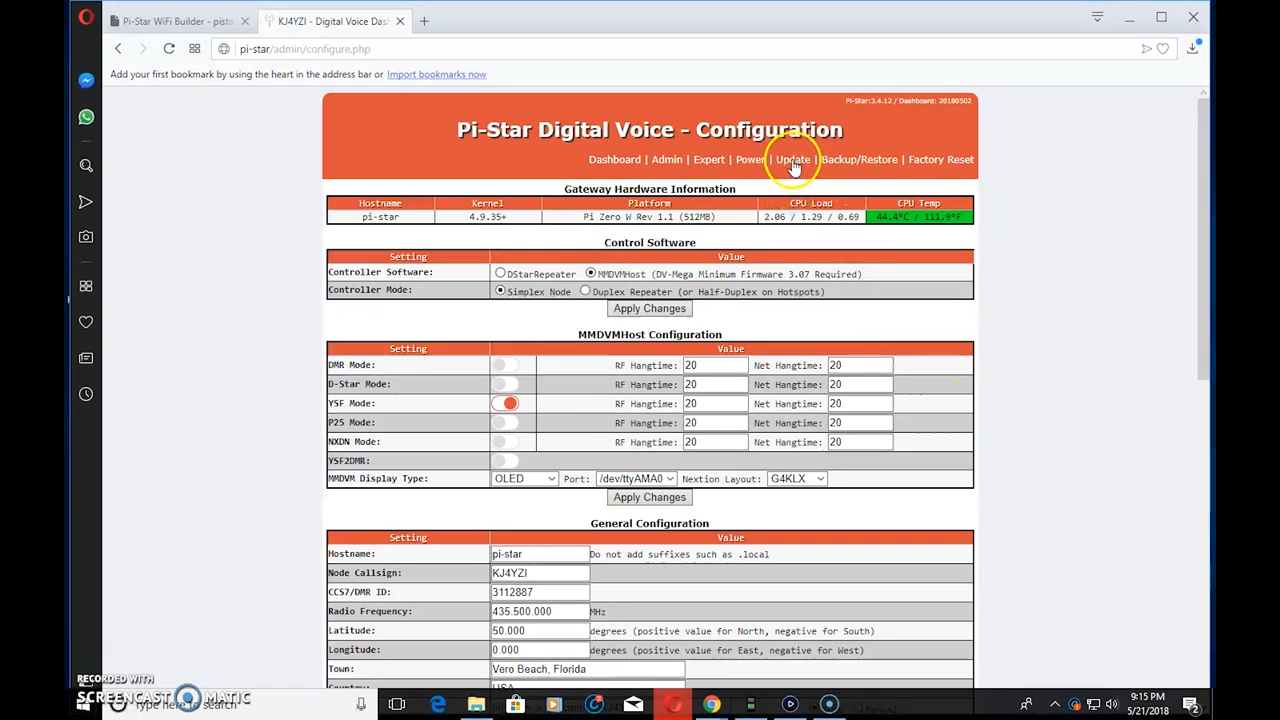 Pi-Star WiFi Builder - pista
KJ4YZI - Digital Voice Das
pi-star/admin/configure.php
Add your first bookmark by using the heart in the address bar or Import bookmarks now
Pi-Star:3.4.12 / Dashboard: 20180502
Pi-Star Digital Voice - Configuration
Dashboard | Admin | Expert | Power | Update | Backup/Restore | Factory Reset
Gateway Hardware Information
Hostname Kernel Platform CPU Load CPU Temp
pi-star 4.9.35+ Pi Zero W Rev 1.1 (512MB) 2.06 / 1.29 / 0.69 44.4°C / 111.9°F
Control Software
Setting Value
Controller Software: DStarRepeater MMDVMHost (DV-Mega Minimum Firmware 3.07 Required)
Controller Mode: Simplex Node Duplex Repeater (or Half-Duplex on Hotspots)
Apply Changes
MMDVMHost Configuration
Setting Value
DMR Mode: RF Hangtime: 20 Net Hangtime: 20
D-Star Mode: RF Hangtime: 20 Net Hangtime: 20
YSF Mode: RF Hangtime: 20 Net Hangtime: 20
P25 Mode: RF Hangtime: 20 Net Hangtime: 20
NXDN Mode: RF Hangtime: 20 Net Hangtime: 20
YSF2DMR:
MMDVM Display Type: OLED Port: /dev/ttyAMA0 Nextion Layout: G4KLX
Apply Changes
General Configuration
Setting Value
Hostname: pi-star Do not add suffixes such as .local
Node Callsign: KJ4YZI
CCS7/DMR ID: 3112887
Radio Frequency: 435.500.000 MHz
Latitude: 50.000 degrees (positive value for North, negative for South)
Longitude: 0.000 degrees (positive value for East, negative for West)
Town: Vero Beach, Florida
Country: USA
RECORDED WITH
SCREENCAST MATIC
Type here to search
9:15 PM
5/21/2018
2